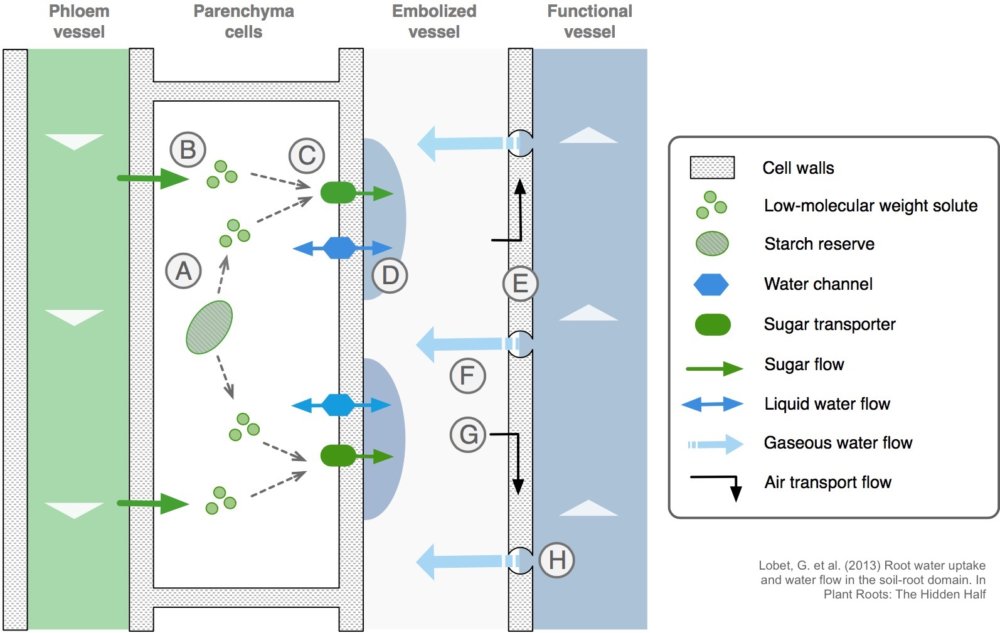 Phloem
vessel
Parenchyma
cells
Embolized
vessel
Functional
vessel
B
C
A
D
E
F
G
H
Cell walls
Low-molecular weight solute
Starch reserve
Water channel
Sugar transporter
Sugar flow
Liquid water flow
Gaseous water flow
Air transport flow
Lobet, G. et al. (2013) Root water uptake
and water flow in the soil-root domain. In
Plant Roots: The Hidden Half